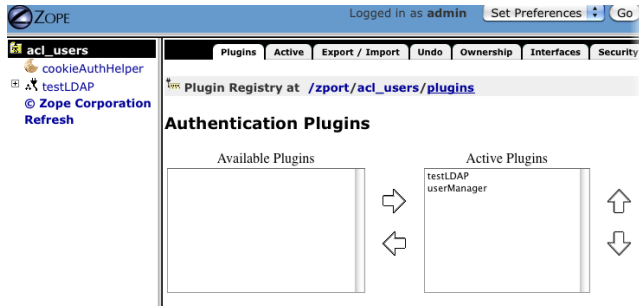 ZOPE
Logged in as admin Set Preferences Go
acl_users
cookieAuthHelper
testLDAP
© Zope Corporation
Refresh
Plugins Active Export / Import Undo Ownership Interfaces Security
Plugin Registry at /zport/acl_users/plugins
Authentication Plugins
Available Plugins
Active Plugins
testLDAP
userManager